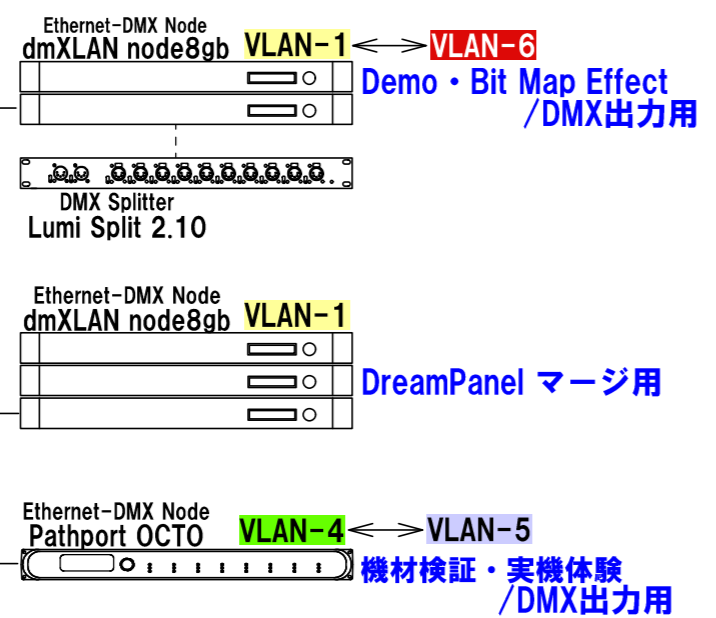 Ethernet-DMX Node
dmXLAN node8gb VLAN-1 VLAN-6
Demo・Bit Map Effect
/DMX出力用
DMX Splitter
Lumi Split 2.10
Ethernet-DMX Node
dmXLAN node8gb VLAN-1
DreamPanel マージ用
Ethernet-DMX Node
Pathport OCTO VLAN-4 VLAN-5
機材検証・実機体験
/DMX出力用